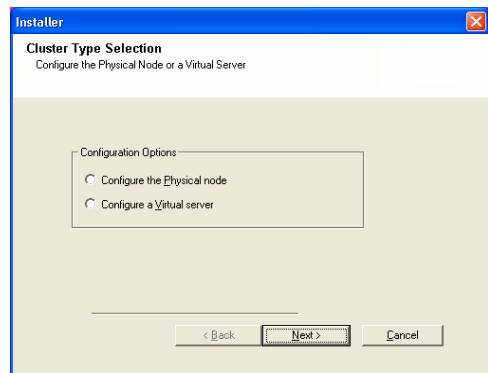 Installer
Cluster Type Selection
Configure the Physical Node or a Virtual Server
Configuration Options
Configure the Physical node
Configure a Virtual server
< Back
Next >
Cancel